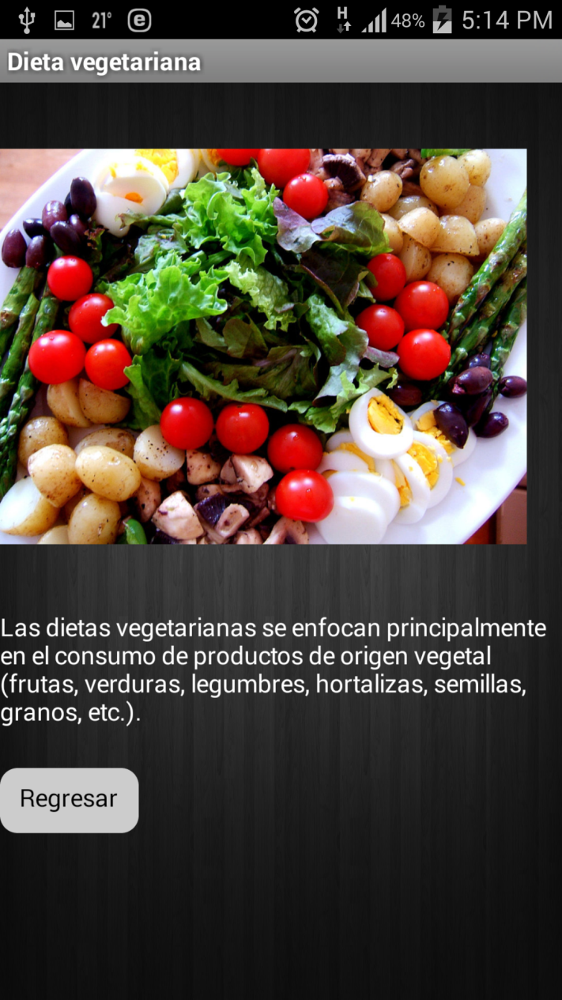 21° e H 48% 5:14 PM
Dieta vegetariana
Las dietas vegetarianas se enfocan principalmente
en el consumo de productos de origen vegetal
(frutas, verduras, legumbres, hortalizas, semillas,
granos, etc.).
Regresar